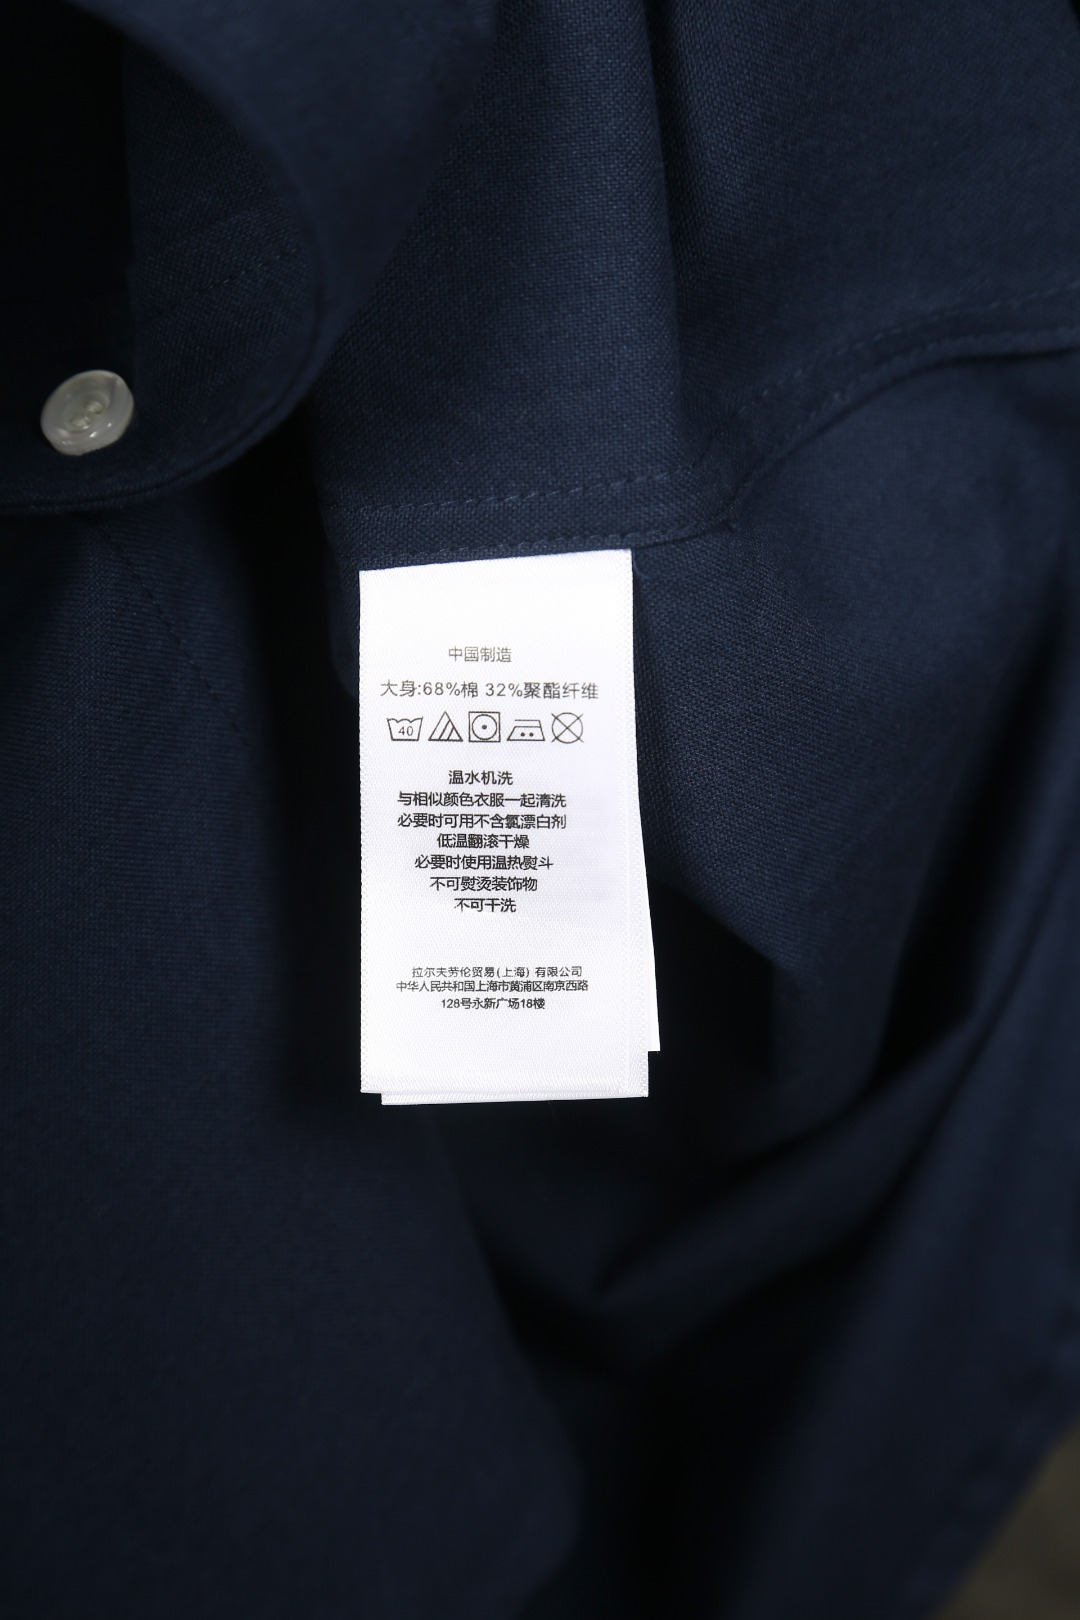 中国制造
大身:68%棉 32%聚酯纤维
40
温水机洗
与相似颜色衣服一起清洗
必要时可用不含氯漂白剂
低温翻滚干燥
必要时使用温热熨斗
不可熨烫装饰物
不可干洗
拉尔夫劳伦贸易(上海) 有限公司
中华人民共和国上海市黄浦区南京西路
128号永新广场18楼